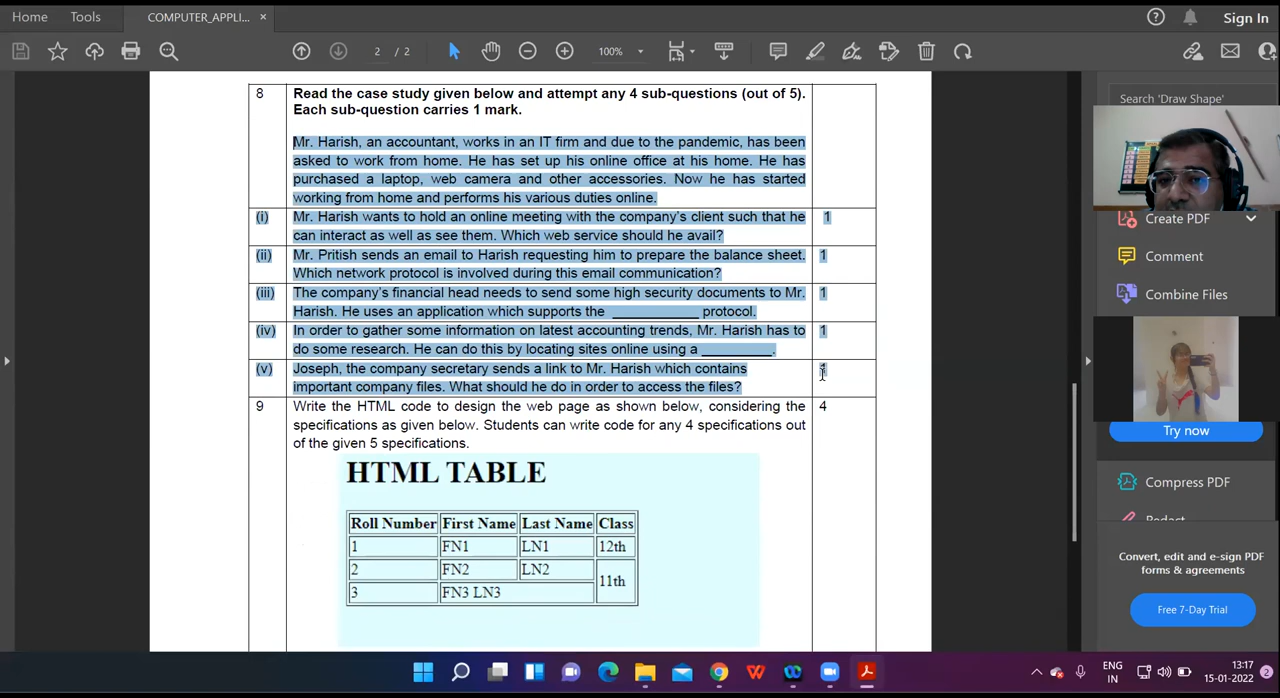 Home Tools COMPUTER_APPLI... × Sign In
2 / 2 100%
Search 'Draw Shape'
8 Read the case study given below and attempt any 4 sub-questions (out of 5).
Each sub-question carries 1 mark.
Mr. Harish, an accountant, works in an IT firm and due to the pandemic, has been
asked to work from home. He has set up his online office at his home. He has
purchased a laptop, web camera and other accessories. Now he has started
working from home and performs his various duties online.
(i) Mr. Harish wants to hold an online meeting with the company's client such that he 1
can interact as well as see them. Which web service should he avail?
(ii) Mr. Pritish sends an email to Harish requesting him to prepare the balance sheet. 1
Which network protocol is involved during this email communication?
(iii) The company's financial head needs to send some high security documents to Mr. 1
Harish. He uses an application which supports the ____________ protocol.
(iv) In order to gather some information on latest accounting trends, Mr. Harish has to 1
do some research. He can do this by locating sites online using a __________.
(v) Joseph, the company secretary sends a link to Mr. Harish which contains 1
important company files. What should he do in order to access the files?
9 Write the HTML code to design the web page as shown below, considering the 4
specifications as given below. Students can write code for any 4 specifications out
of the given 5 specifications.
HTML TABLE
Roll Number First Name Last Name Class
1 FN1 LN1 12th
2 FN2 LN2 11th
3 FN3 LN3
Create PDF
Comment
Combine Files
Try now
Compress PDF
Redact
Convert, edit and e-sign PDF
forms & agreements
Free 7-Day Trial
ENG
IN
13:17
15-01-2022
2